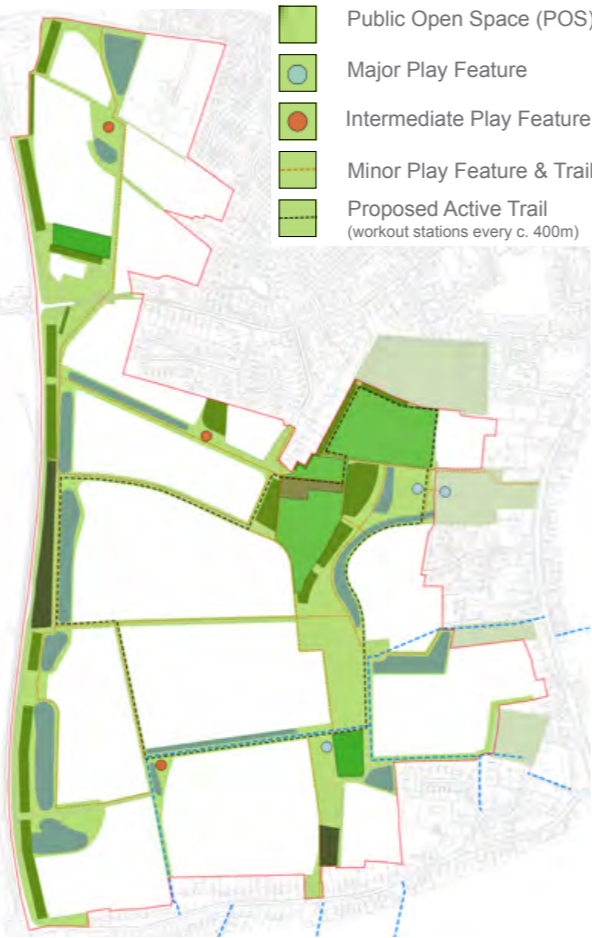 Public Open Space (POS)
Major Play Feature
Intermediate Play Feature
Minor Play Feature & Trail
Proposed Active Trail
(workout stations every c. 400m)